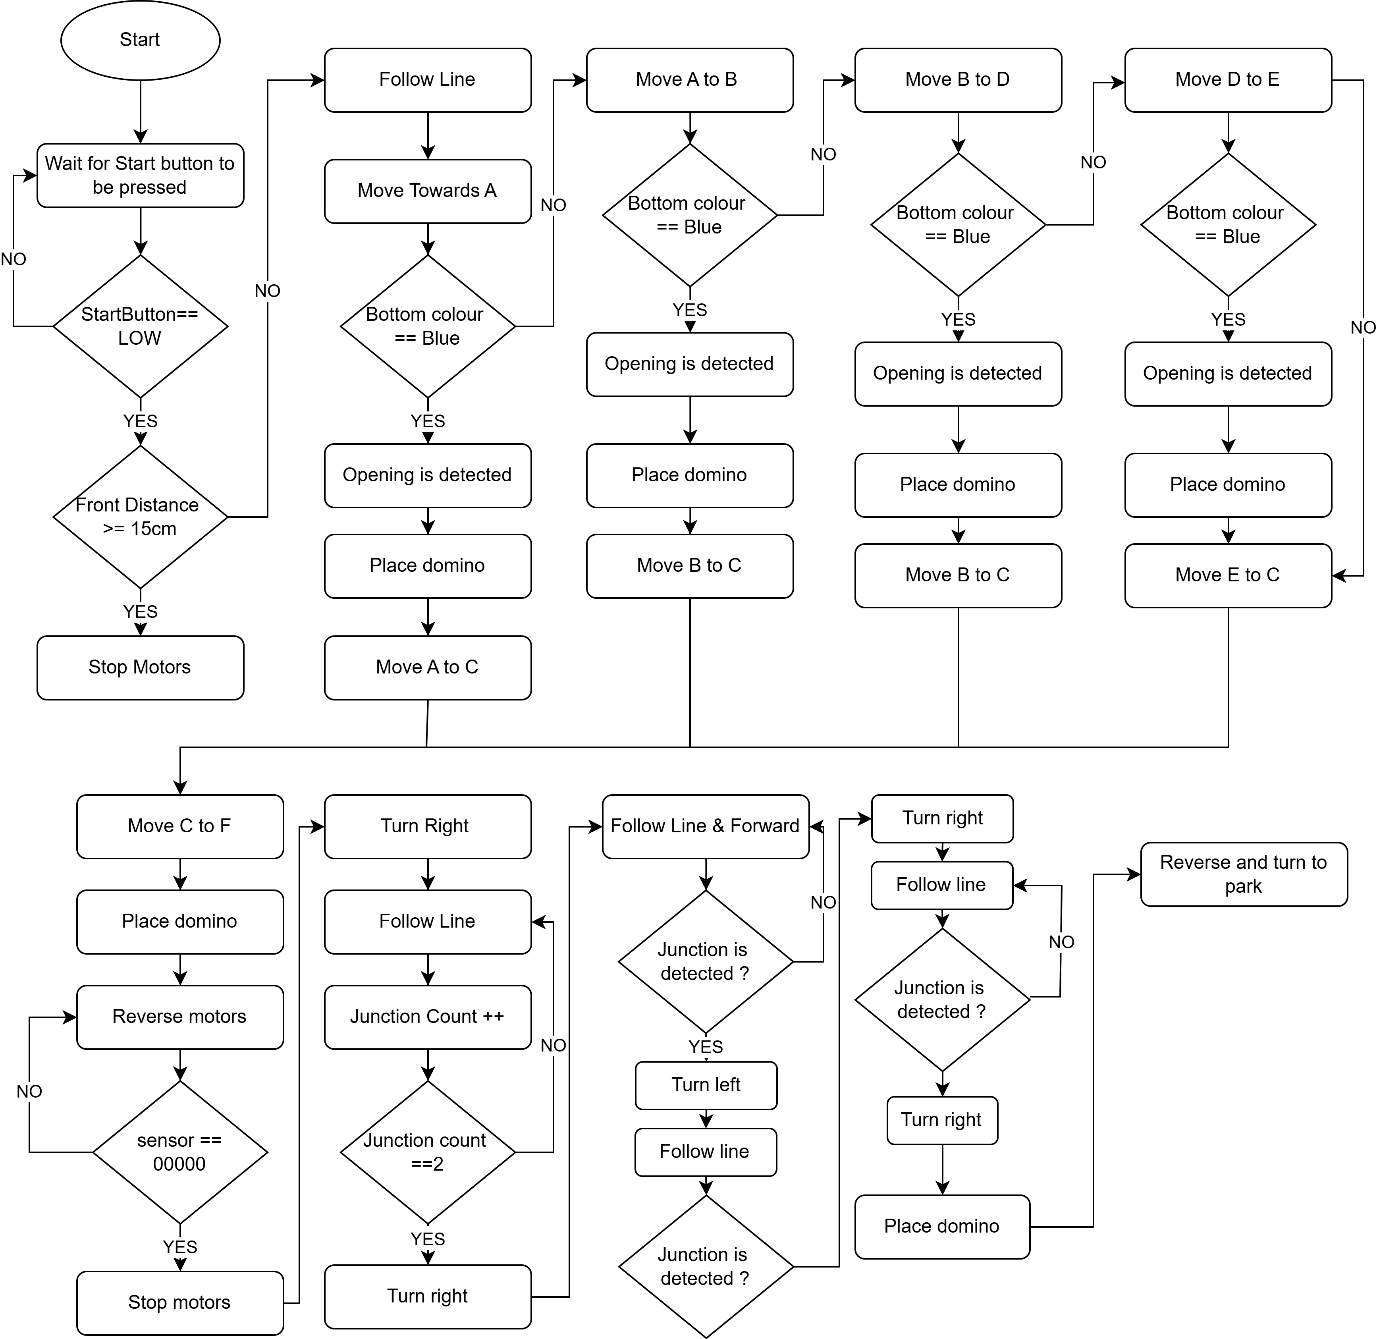 Start
Wait for Start button to
be pressed
NO
StartButton==
LOW
YES
Front Distance
>= 15cm
NO
YES
Stop Motors
Follow Line
Move Towards A
NO
Bottom colour
== Blue
YES
Opening is detected
Place domino
Move A to C
Move A to B
NO
Bottom colour
== Blue
YES
Opening is detected
Place domino
Move B to C
Move B to D
NO
Bottom colour
== Blue
YES
Opening is detected
Place domino
Move B to C
Move D to E
Bottom colour
== Blue
NO
YES
Opening is detected
Place domino
Move E to C
Move C to F
Place domino
Reverse motors
NO
sensor ==
00000
YES
Stop motors
Turn Right
Follow Line
Junction Count ++
NO
Junction count
==2
YES
Turn right
Follow Line & Forward
NO
Junction is
detected ?
YES
Turn left
Follow line
Junction is
detected ?
Turn right
Follow line
NO
Junction is
detected ?
Turn right
Place domino
Reverse and turn to
park